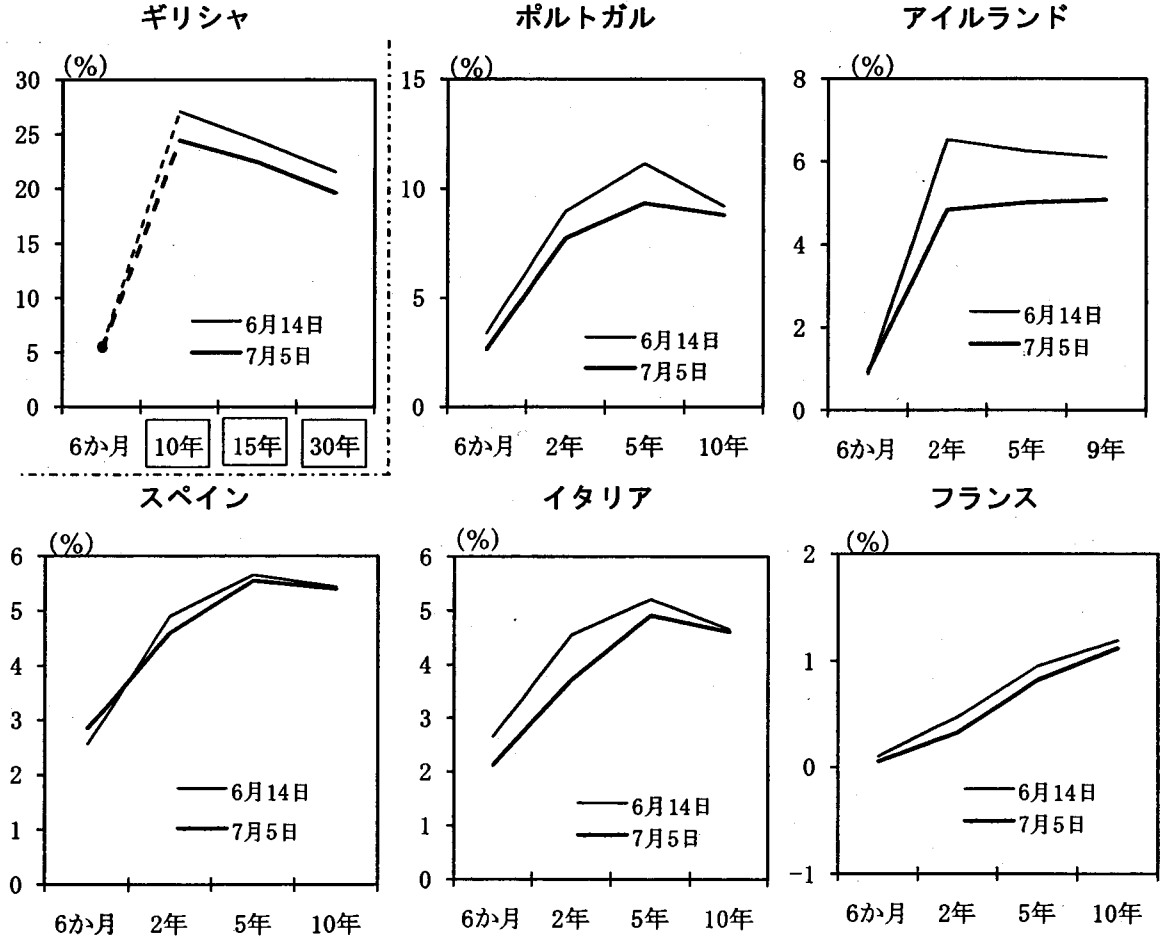 ギリシャ
(%)
30
25
20
15
10
5
0
6月14日
7月5日
6か月 10年 15年 30年
ポルトガル
(%)
15
10
5
0
6月14日
7月5日
6か月 2年 5年 10年
アイルランド
(%)
8
6
4
2
0
6月14日
7月5日
6か月 2年 5年 9年
スペイン
(%)
6
5
4
3
2
1
0
6月14日
7月5日
6か月 2年 5年 10年
イタリア
(%)
6
5
4
3
2
1
0
6月14日
7月5日
6か月 2年 5年 10年
フランス
(%)
2
1
0
-1
6月14日
7月5日
6か月 2年 5年 10年